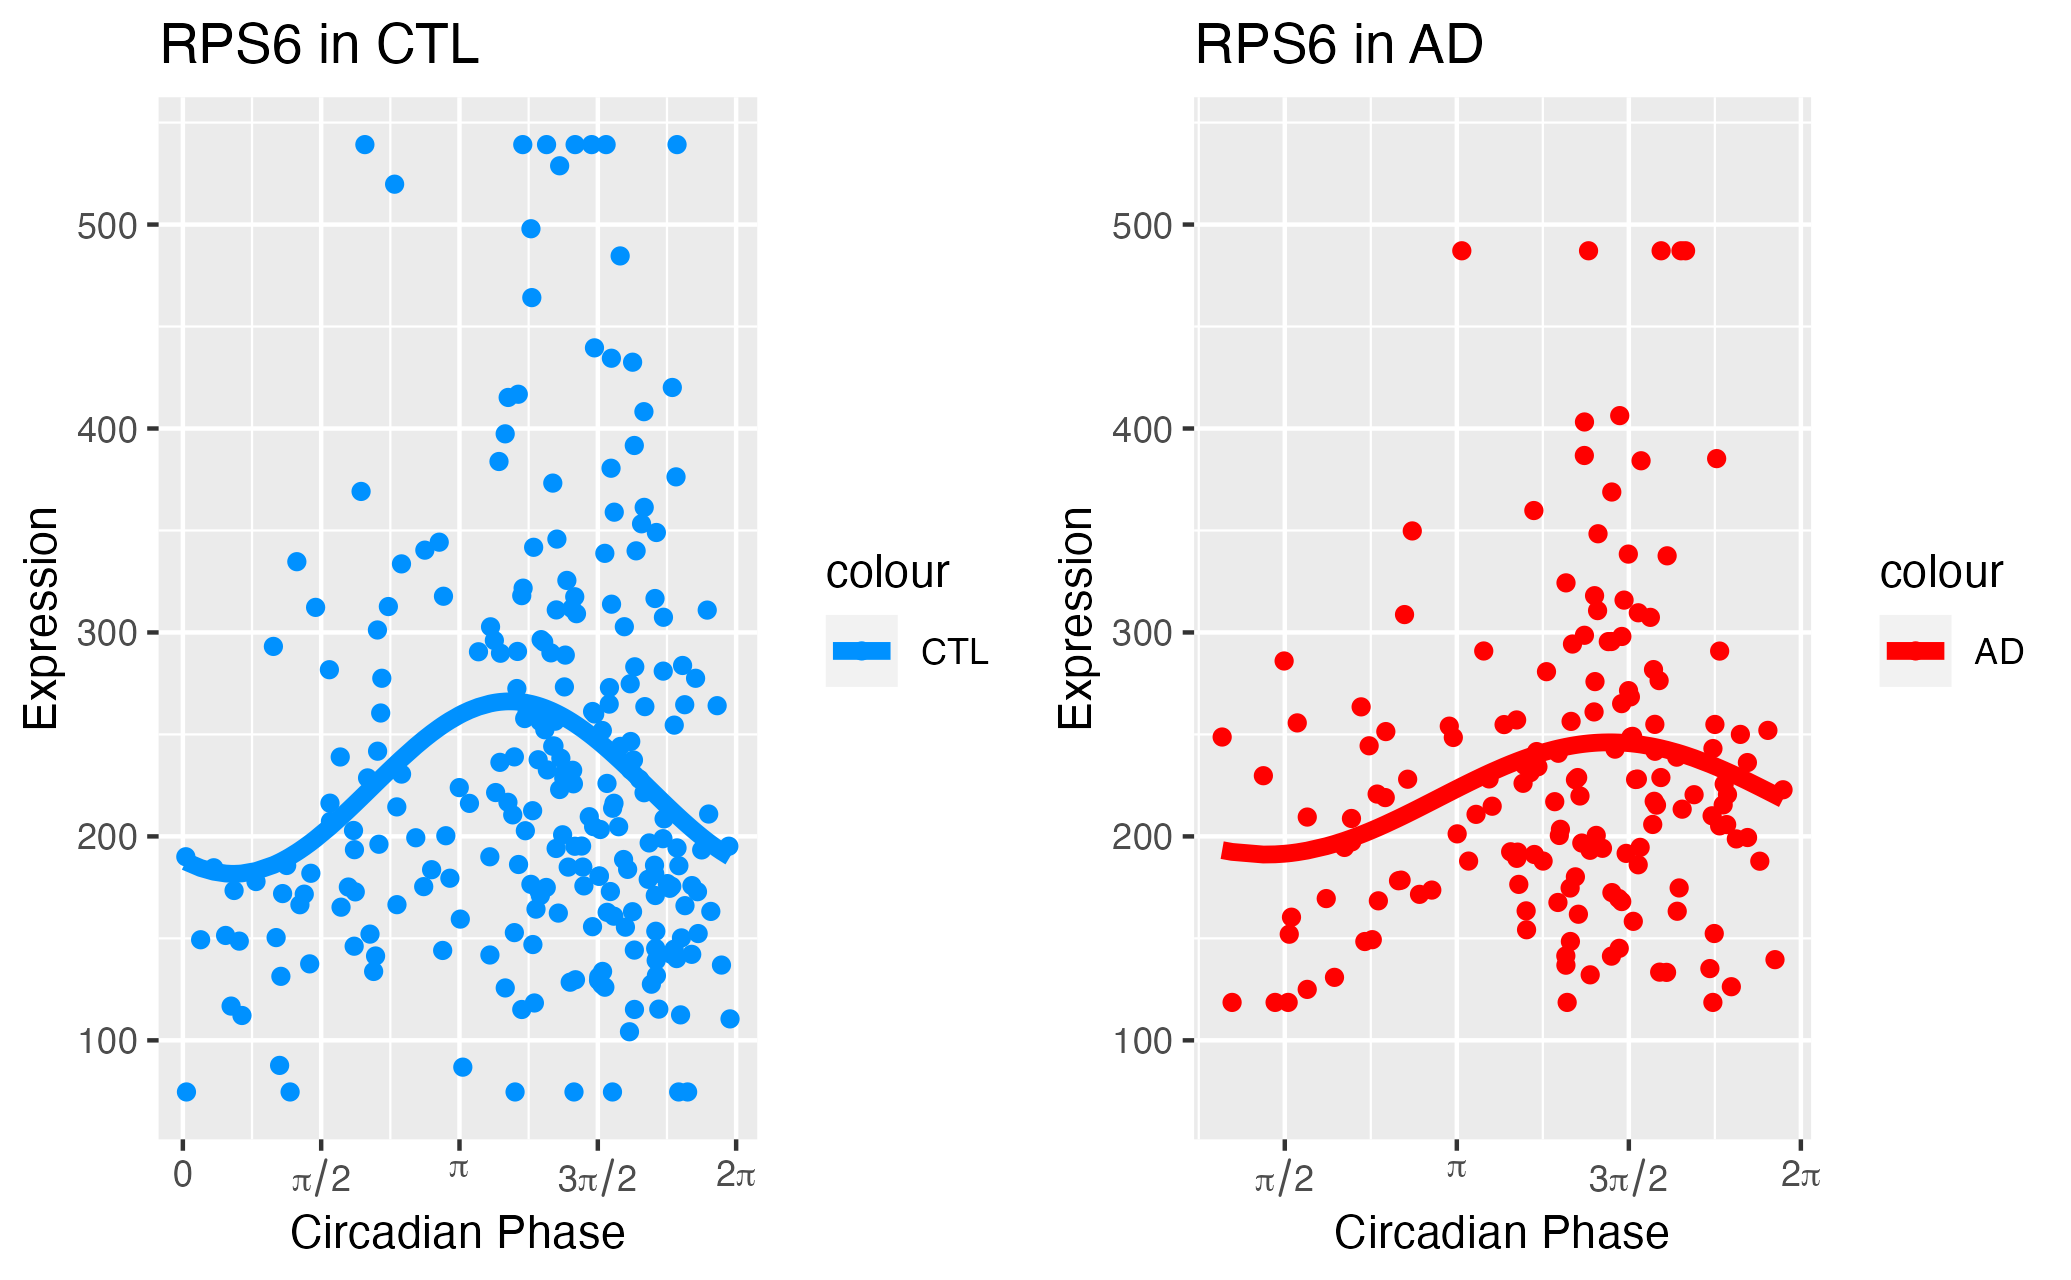 RPS6 in CTL
500
400
300
200
100
Expression
0
π/2
π
3π/2
2π
Circadian Phase
colour
CTL
RPS6 in AD
500
400
300
200
100
Expression
π/2
π
3π/2
2π
Circadian Phase
colour
AD